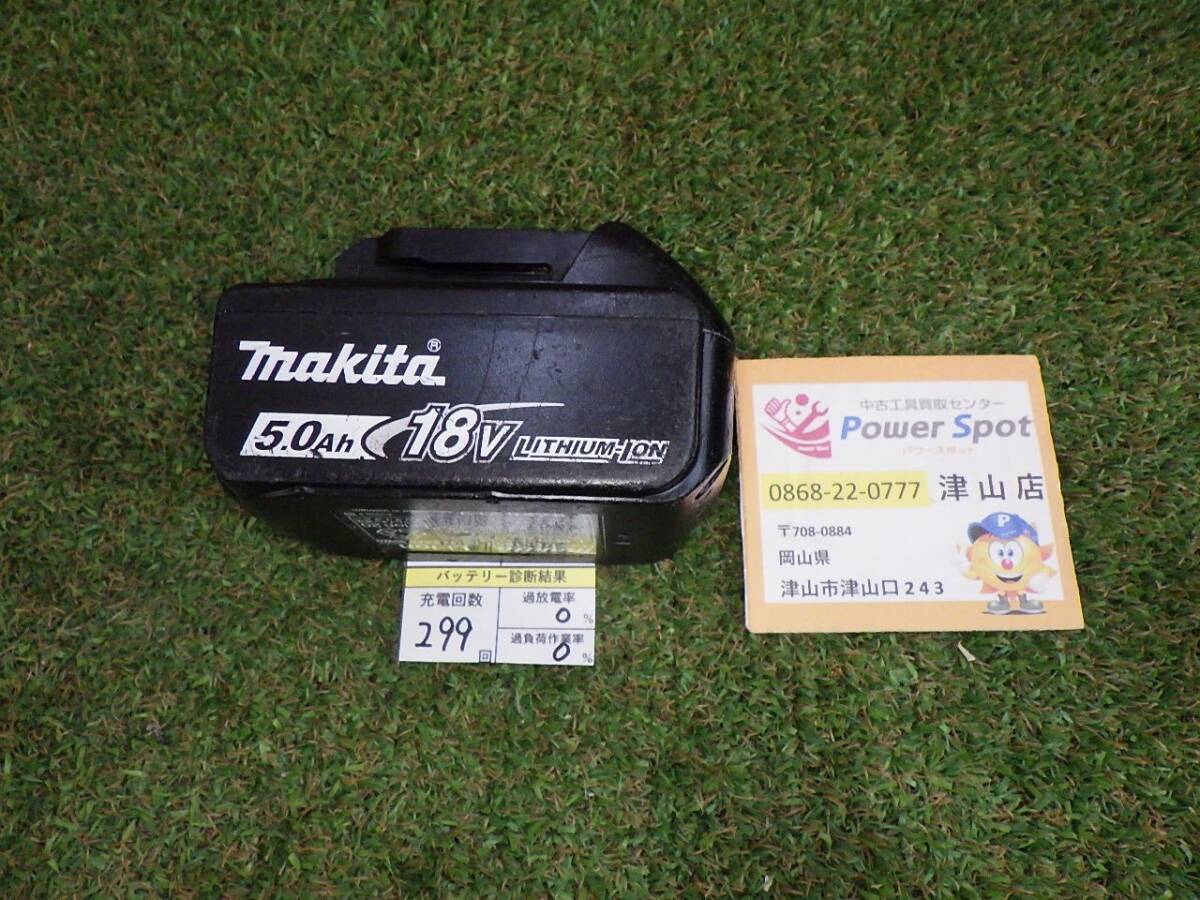 makita®
5.0Ah 18V LITHIUM-ION
バッテリー診断結果
充電回数
299 回
過放電率
0 %
過負荷作業率
0 %
中古工具買取センター
Power Spot
パワースポット
Power Spot
0868-22-0777 津山店
〒708-0884
岡山県
津山市津山口243
P